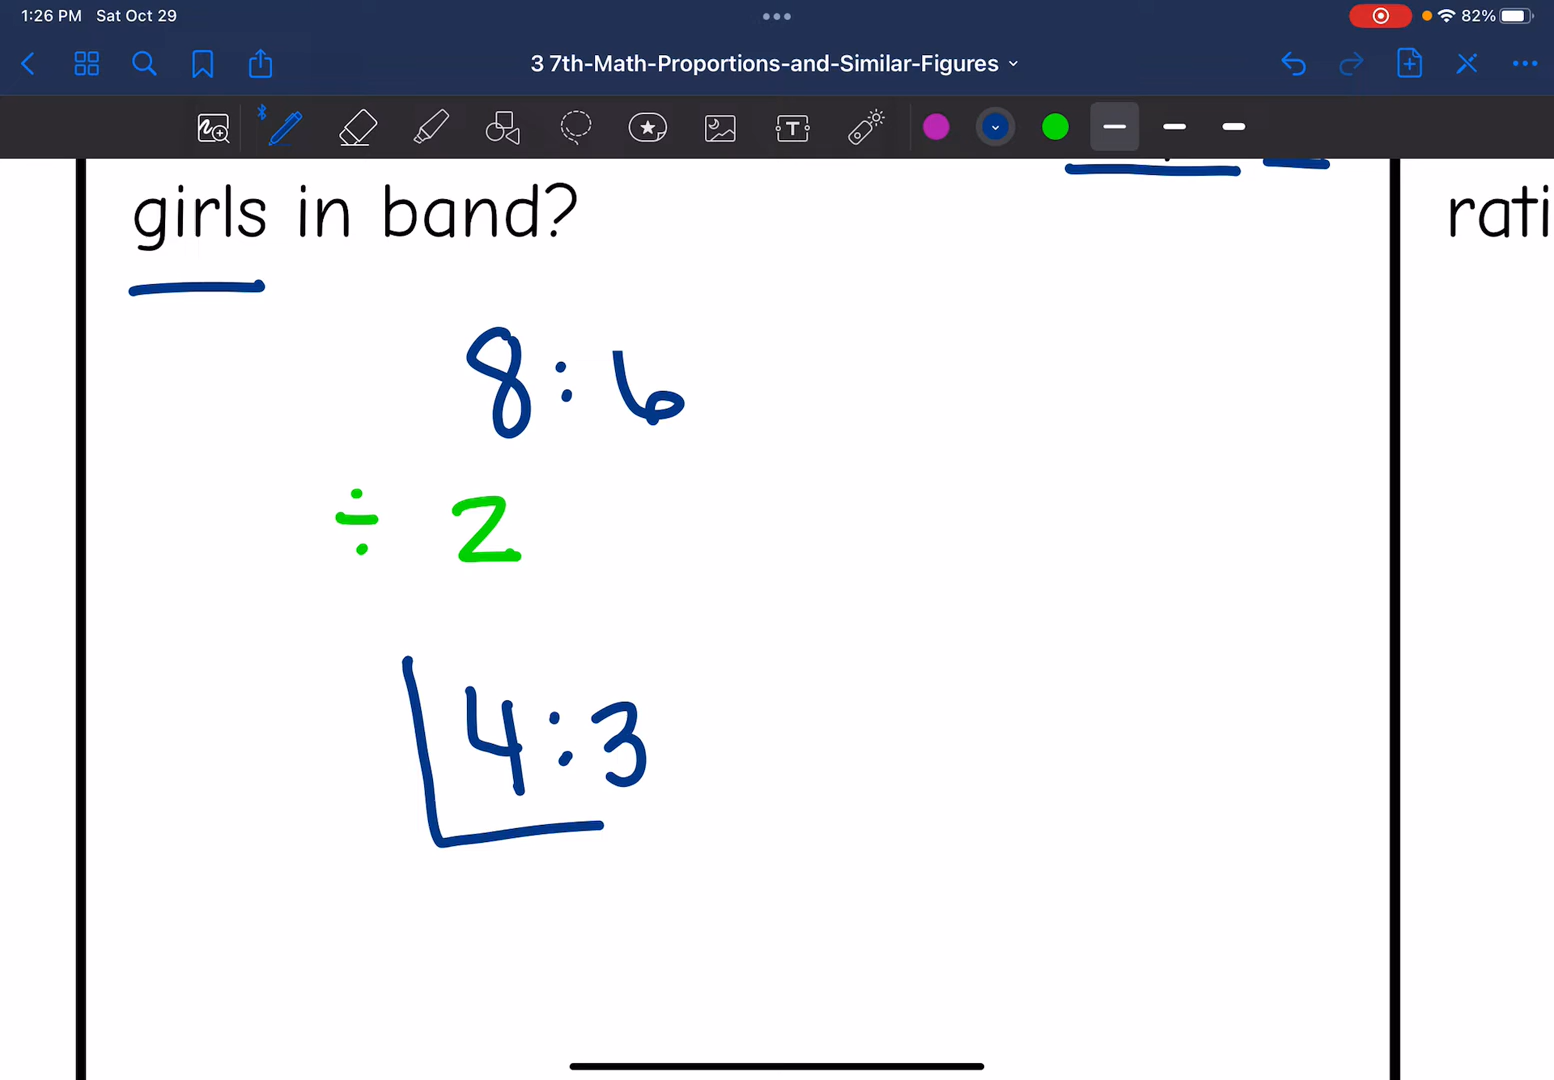 1:26 PM Sat Oct 29
82%
3 7th-Math-Proportions-and-Similar-Figures
T
girls in band?
rati
8:6
÷ 2
4:3